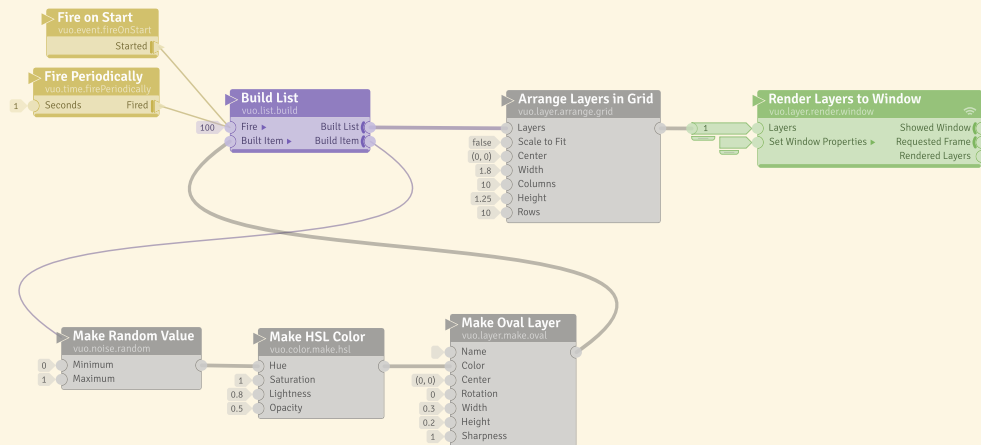 Fire on Start
vuo.event.fireOnStart
Started
Fire Periodically
vuo.time.firePeriodically
1 Seconds Fired
Build List
vuo.list.build
100 Fire ▸ Built List
Built Item ▸ Build Item
Arrange Layers in Grid
vuo.layer.arrange.grid
Layers
false Scale to Fit
(0, 0) Center
1.8 Width
10 Columns
1.25 Height
10 Rows
Render Layers to Window
vuo.layer.render.window
1 Layers Showed Window
Set Window Properties ▸ Requested Frame
Rendered Layers
Make Random Value
vuo.noise.random
0 Minimum
1 Maximum
Make HSL Color
vuo.color.make.hsl
Hue
1 Saturation
0.8 Lightness
0.5 Opacity
Make Oval Layer
vuo.layer.make.oval
Name
Color
(0, 0) Center
0 Rotation
0.3 Width
0.2 Height
1 Sharpness